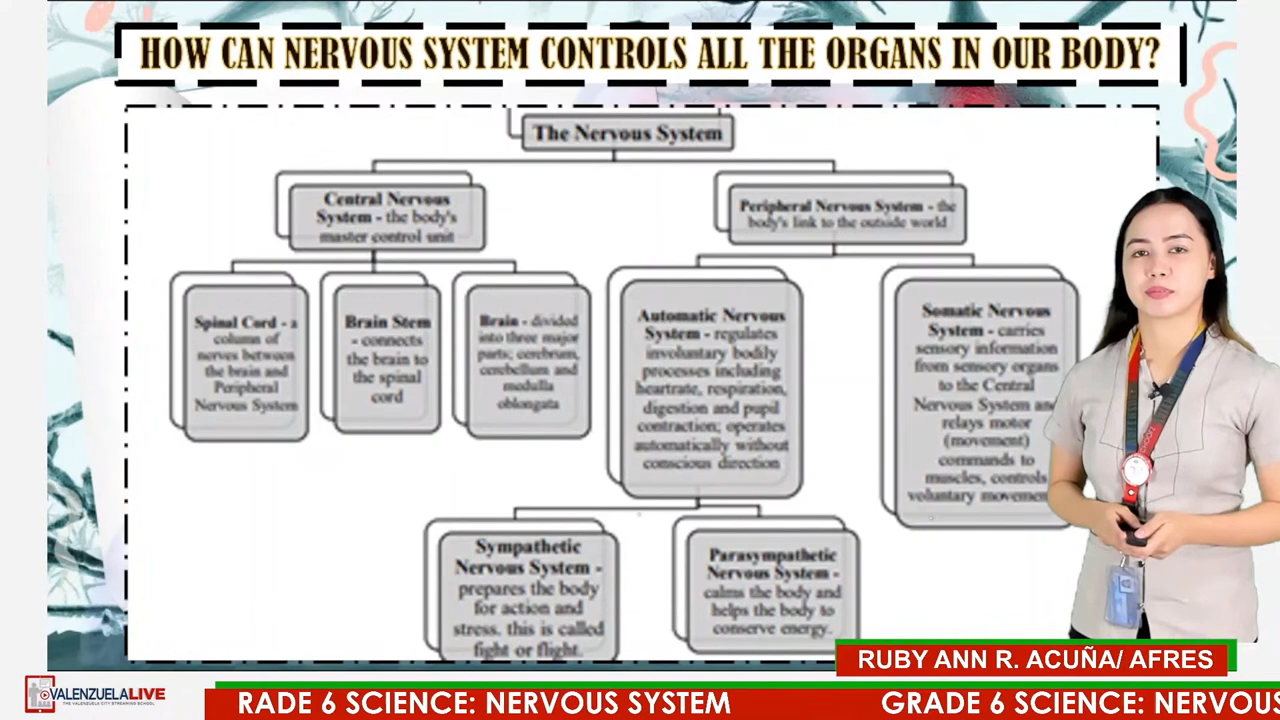 HOW CAN NERVOUS SYSTEM CONTROLS ALL THE ORGANS IN OUR BODY?
The Nervous System
Central Nervous
System - the body's
master control unit
Peripheral Nervous System - the
body's link to the outside world
Spinal Cord - a
column of
nerves between
the brain and
Peripheral
Nervous System
Brain Stem
- connects
the brain to
the spinal
cord
Brain - divided
into three major
parts; cerebrum,
cerebellum and
medulla
oblongata
Automatic Nervous
System - regulates
involuntary bodily
processes including
heartrate, respiration,
digestion and pupil
contraction; operates
automatically without
conscious direction
Somatic Nervous
System - carries
sensory information
from sensory organs
to the Central
Nervous System and
relays motor
(movement)
commands to
muscles, controls
voluntary movemen
Sympathetic
Nervous System -
prepares the body
for action and
stress. this is called
fight or flight.
Parasympathetic
Nervous System -
calms the body and
helps the body to
conserve energy.
RUBY ANN R. ACUÑA/ AFRES
VALENZUELALIVE
THE VALENZUELA CITY STREAMING SCHOOL
RADE 6 SCIENCE: NERVOUS SYSTEM
GRADE 6 SCIENCE: NERVOUS